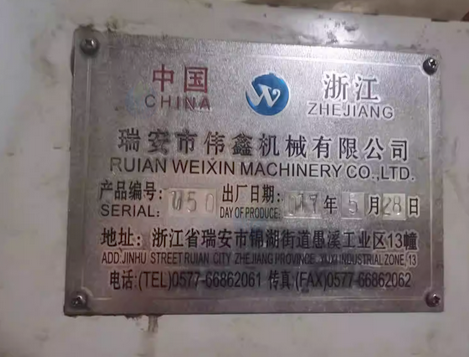 中国 浙江
CHINA W ZHEJIANG
瑞安市伟鑫机械有限公司
RUIAN WEIXIN MACHINERY CO.,LTD.
产品编号: 050 出厂日期: 年 5 月 28 日
SERIAL: DAY OF PRODUCE:
地址: 浙江省瑞安市锦湖街道愚溪工业区13幢
ADD JINHU STREET RUIAN CITY ZHEJIANG PROVINCE YUXI INDUSTRIAL ZONE 13
电话:(TEL)0577-66862061 传真(FAX)0577-66862062